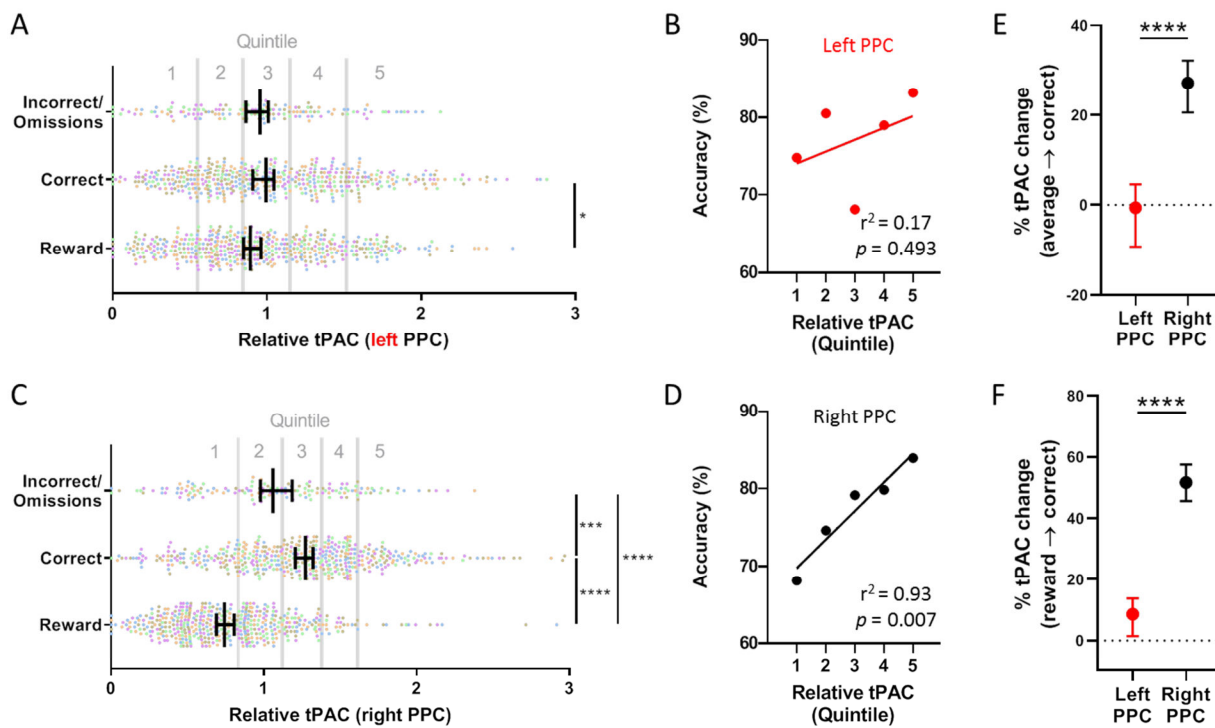 A
Quintile
1 2 3 4 5
Incorrect/
Omissions
Correct
Reward
*
0 1 2 3
Relative tPAC (left PPC)
B
Left PPC
Accuracy (%)
90
80
70
60
r² = 0.17
p = 0.493
1 2 3 4 5
Relative tPAC
(Quintile)
E
****
% tPAC change
(average → correct)
40
20
0
-20
Left
PPC
Right
PPC
C
Quintile
1 2 3 4 5
Incorrect/
Omissions
Correct
Reward
***
****
****
0 1 2 3
Relative tPAC (right PPC)
D
Right PPC
Accuracy (%)
90
80
70
60
r² = 0.93
p = 0.007
1 2 3 4 5
Relative tPAC
(Quintile)
F
****
% tPAC change
(reward → correct)
80
60
40
20
0
Left
PPC
Right
PPC